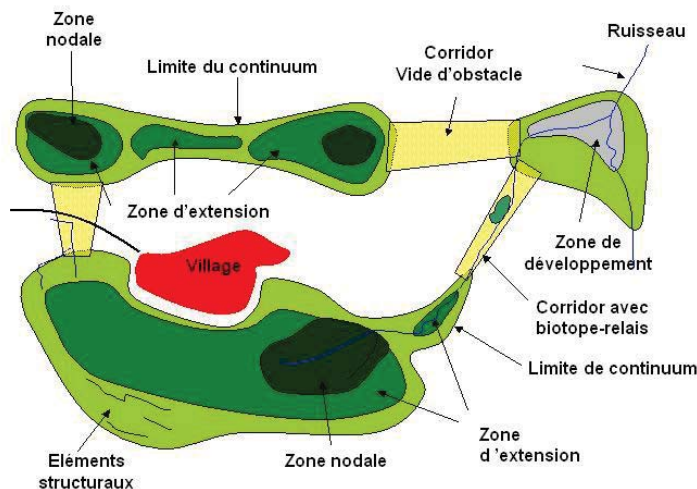 Zone
nodale
Limite du continuum
Corridor
Vide d'obstacle
Ruisseau
Zone d'extension
Village
Zone de
développement
Corridor avec
biotope-relais
Limite de continuum
Zone
d 'extension
Zone nodale
Eléments
structuraux